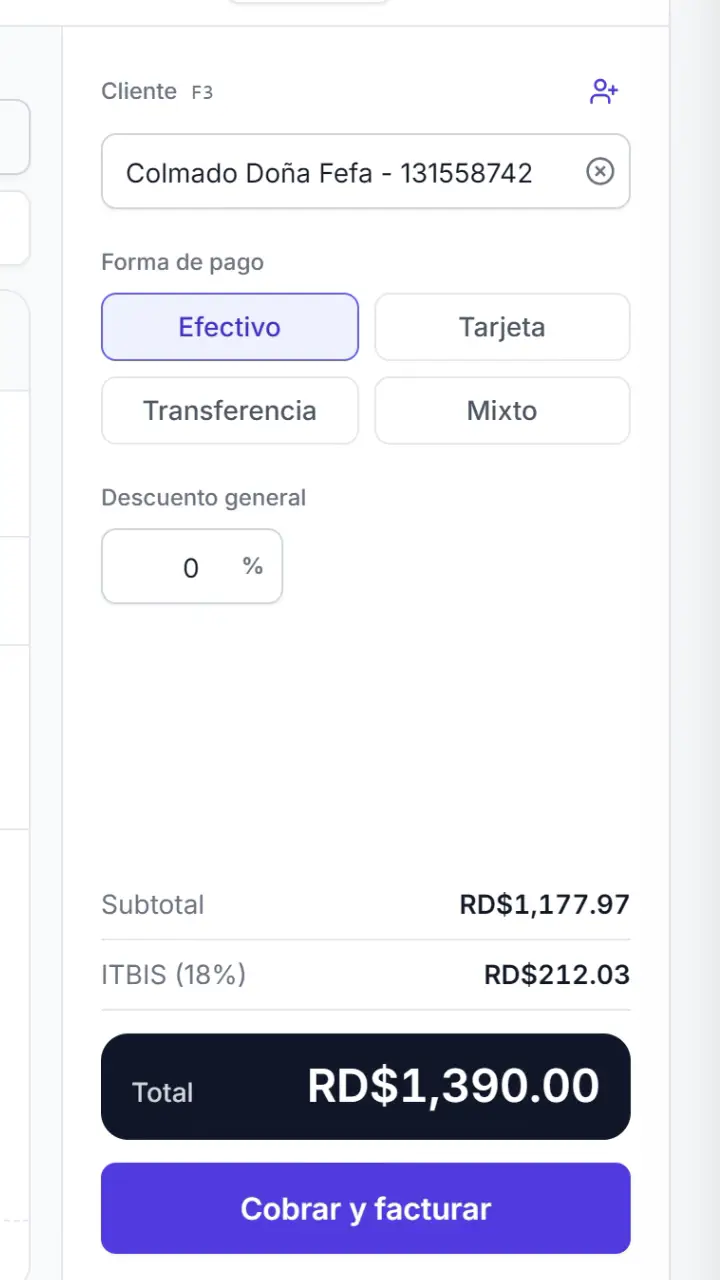 Cliente F3
Colmado Doña Fefa - 131558742
Forma de pago
Efectivo Tarjeta
Transferencia Mixto
Descuento general
0 %
Subtotal RD$1,177.97
ITBIS (18%) RD$212.03
Total RD$1,390.00
Cobrar y facturar